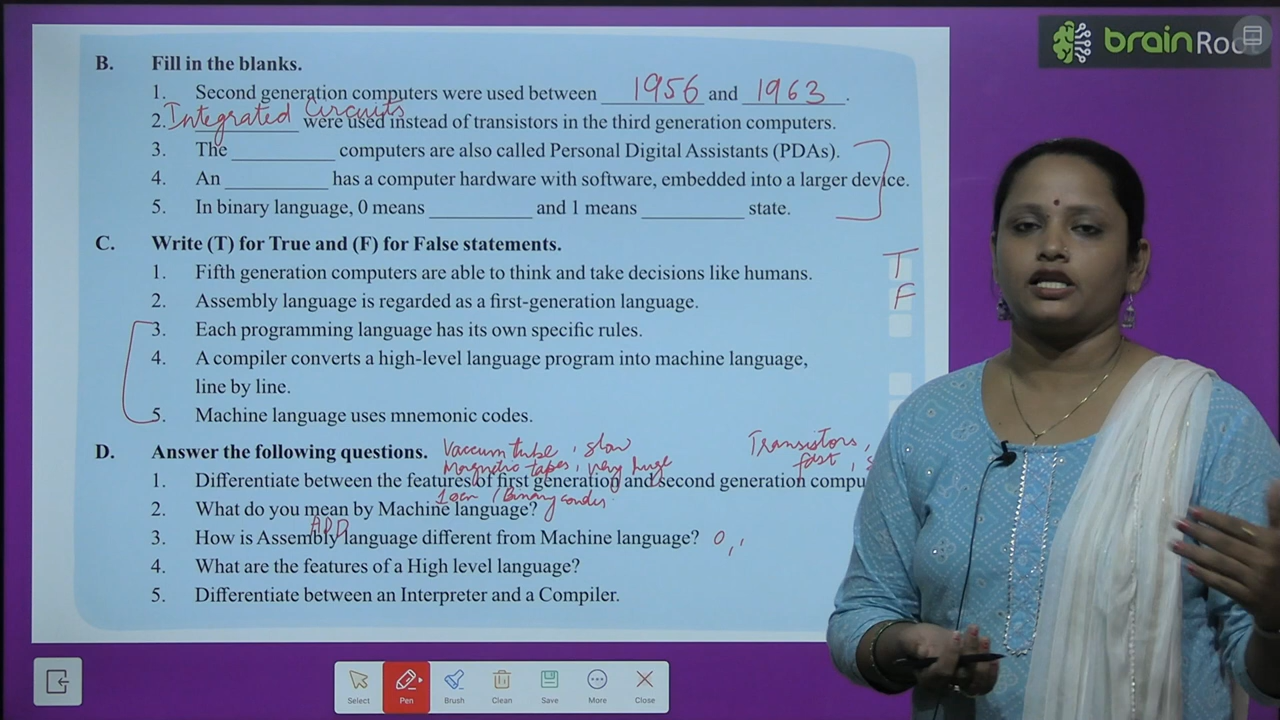 brainRo
B. Fill in the blanks.
1. Second generation computers were used between 1956 and 1963.
2. Integrated Circuits were used instead of transistors in the third generation computers.
3. The __________ computers are also called Personal Digital Assistants (PDAs).
4. An __________ has a computer hardware with software, embedded into a larger device.
5. In binary language, 0 means __________ and 1 means __________ state.
C. Write (T) for True and (F) for False statements.
1. Fifth generation computers are able to think and take decisions like humans. T
2. Assembly language is regarded as a first-generation language. F
3. Each programming language has its own specific rules.
4. A compiler converts a high-level language program into machine language,
line by line.
5. Machine language uses mnemonic codes.
D. Answer the following questions. Vaccum tube, slow Transistors,
Magnetic tapes, very huge fast, s
1. Differentiate between the features of first generation and second generation compu
Binary codes
2. What do you mean by Machine language?
ADD
3. How is Assembly language different from Machine language? 0,
4. What are the features of a High level language?
5. Differentiate between an Interpreter and a Compiler.
Select Pen Brush Clean Save More Close